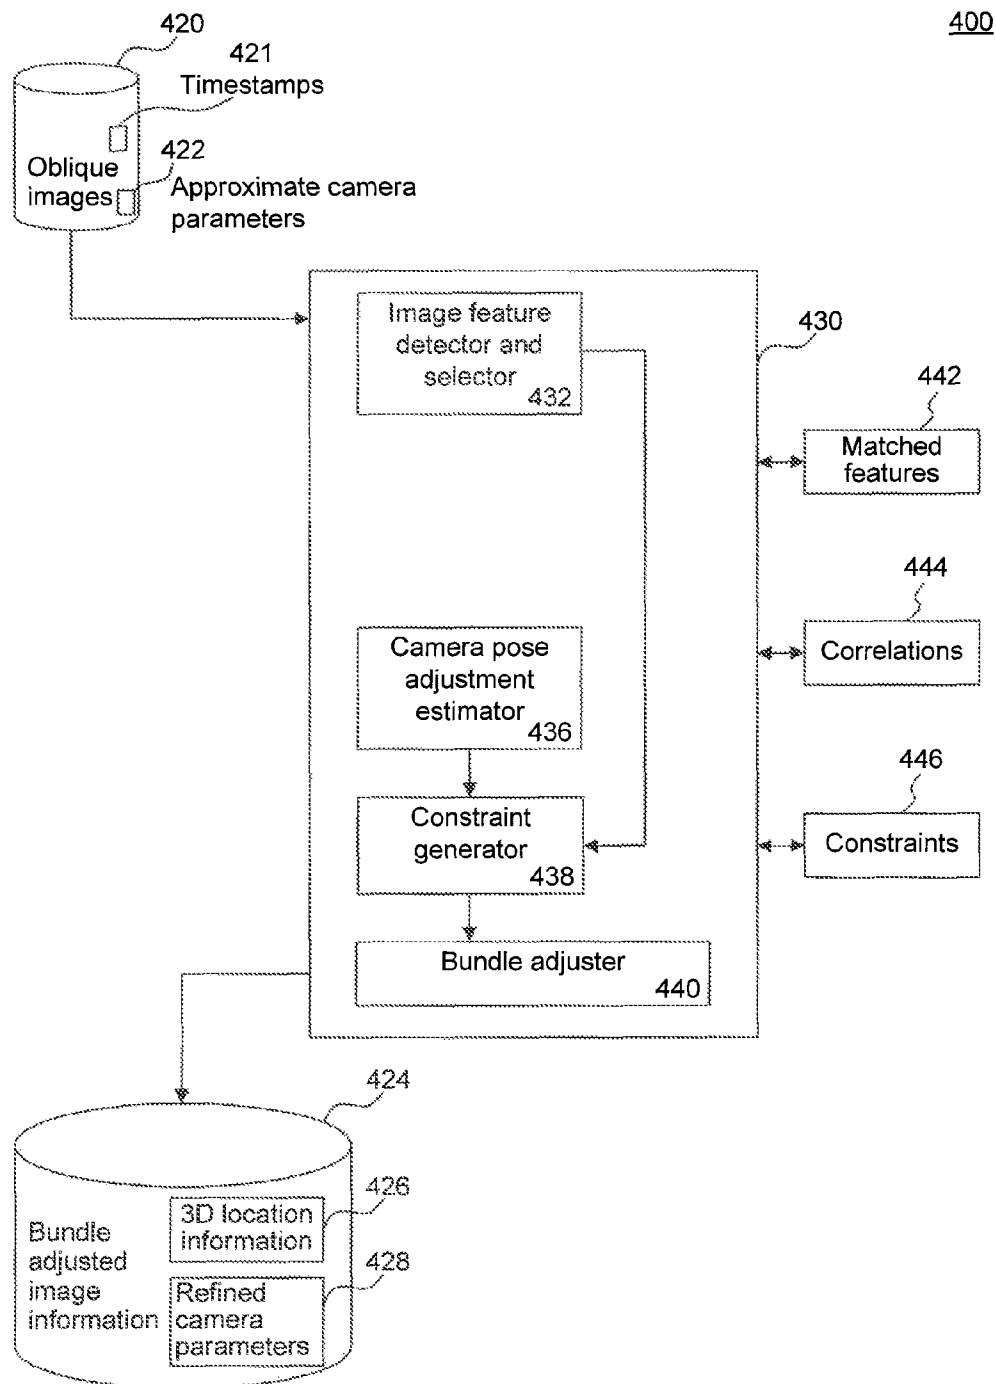 400
420
421
Timestamps
422
Oblique
images
Approximate camera
parameters
430
Image feature
detector and
selector
432
442
Matched
features
444
Correlations
Camera pose
adjustment
estimator
436
446
Constraints
Constraint
generator
438
Bundle adjuster
440
424
426
3D location
information
Bundle
adjusted
image
information
428
Refined
camera
parameters